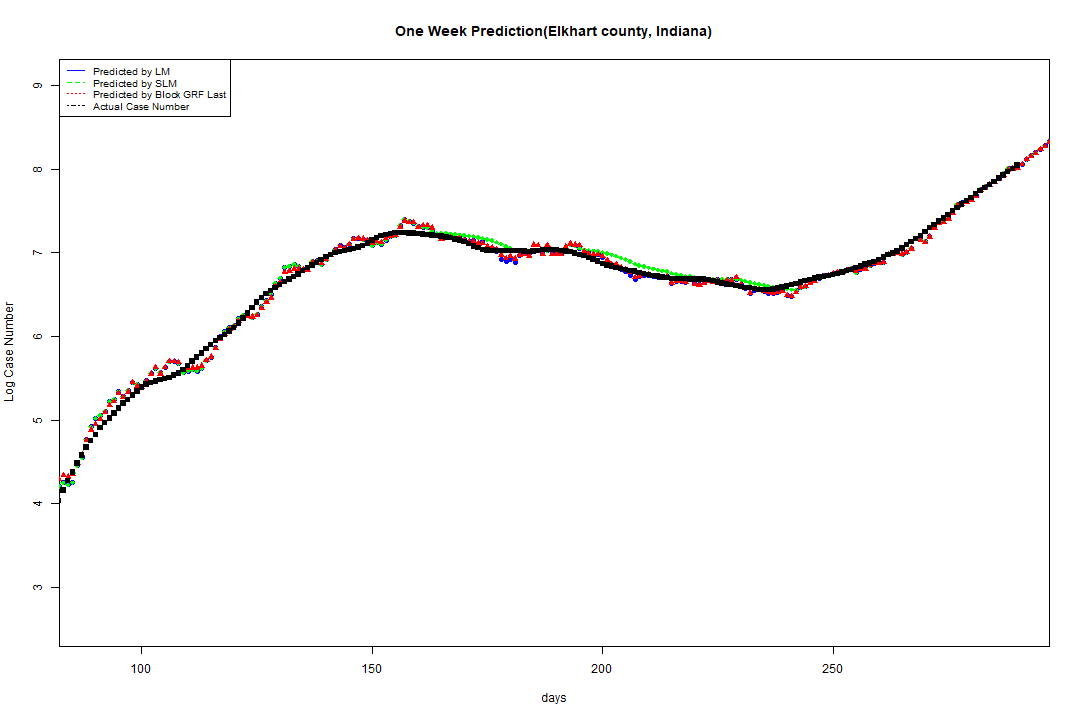 One Week Prediction(Elkhart county, Indiana)
Predicted by LM
Predicted by SLM
Predicted by Block GRF Last
Actual Case Number
9
8
7
6
5
4
3
Log Case Number
100 150 200 250
days